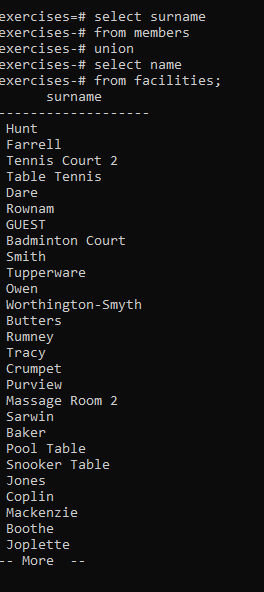 exercises=# select surname
exercises-# from members
exercises-# union
exercises-# select name
exercises-# from facilities;
surname
-------------------
Hunt
Farrell
Tennis Court 2
Table Tennis
Dare
Rownam
GUEST
Badminton Court
Smith
Tupperware
Owen
Worthington-Smyth
Butters
Rumney
Tracy
Crumpet
Purview
Massage Room 2
Sarwin
Baker
Pool Table
Snooker Table
Jones
Coplin
Mackenzie
Boothe
Joplette
-- More  --